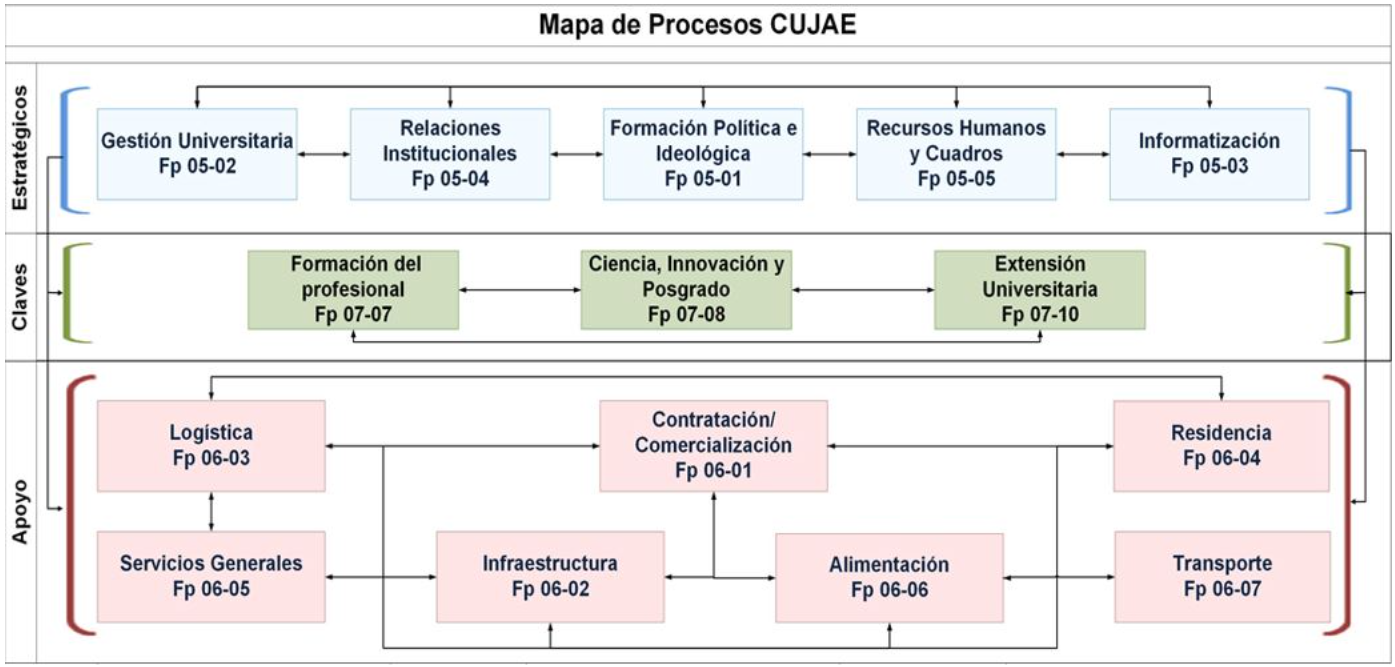 Mapa de Procesos CUJAE
Estratégicos
Gestión Universitaria
Fp 05-02
Relaciones
Institucionales
Fp 05-04
Formación Política e
Ideológica
Fp 05-01
Recursos Humanos
y Cuadros
Fp 05-05
Informatización
Fp 05-03
Claves
Formación del
profesional
Fp 07-07
Ciencia, Innovación y
Posgrado
Fp 07-08
Extensión
Universitaria
Fp 07-10
Apoyo
Logística
Fp 06-03
Contratación/
Comercialización
Fp 06-01
Residencia
Fp 06-04
Servicios Generales
Fp 06-05
Infraestructura
Fp 06-02
Alimentación
Fp 06-06
Transporte
Fp 06-07